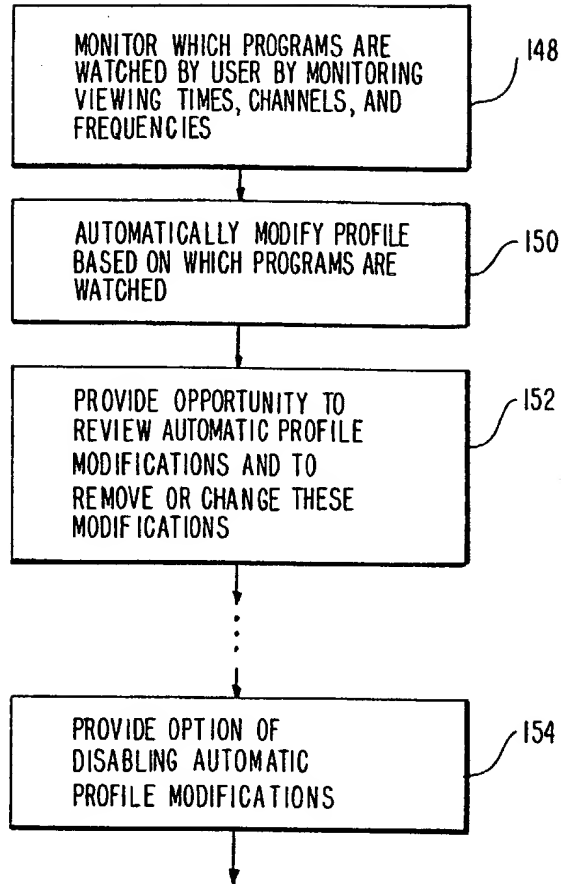 MONITOR WHICH PROGRAMS ARE
WATCHED BY USER BY MONITORING
VIEWING TIMES, CHANNELS, AND
FREQUENCIES
148
AUTOMATICALLY MODIFY PROFILE
BASED ON WHICH PROGRAMS ARE
WATCHED
150
PROVIDE OPPORTUNITY TO
REVIEW AUTOMATIC PROFILE
MODIFICATIONS AND TO
REMOVE OR CHANGE THESE
MODIFICATIONS
152
PROVIDE OPTION OF
DISABLING AUTOMATIC
PROFILE MODIFICATIONS
154